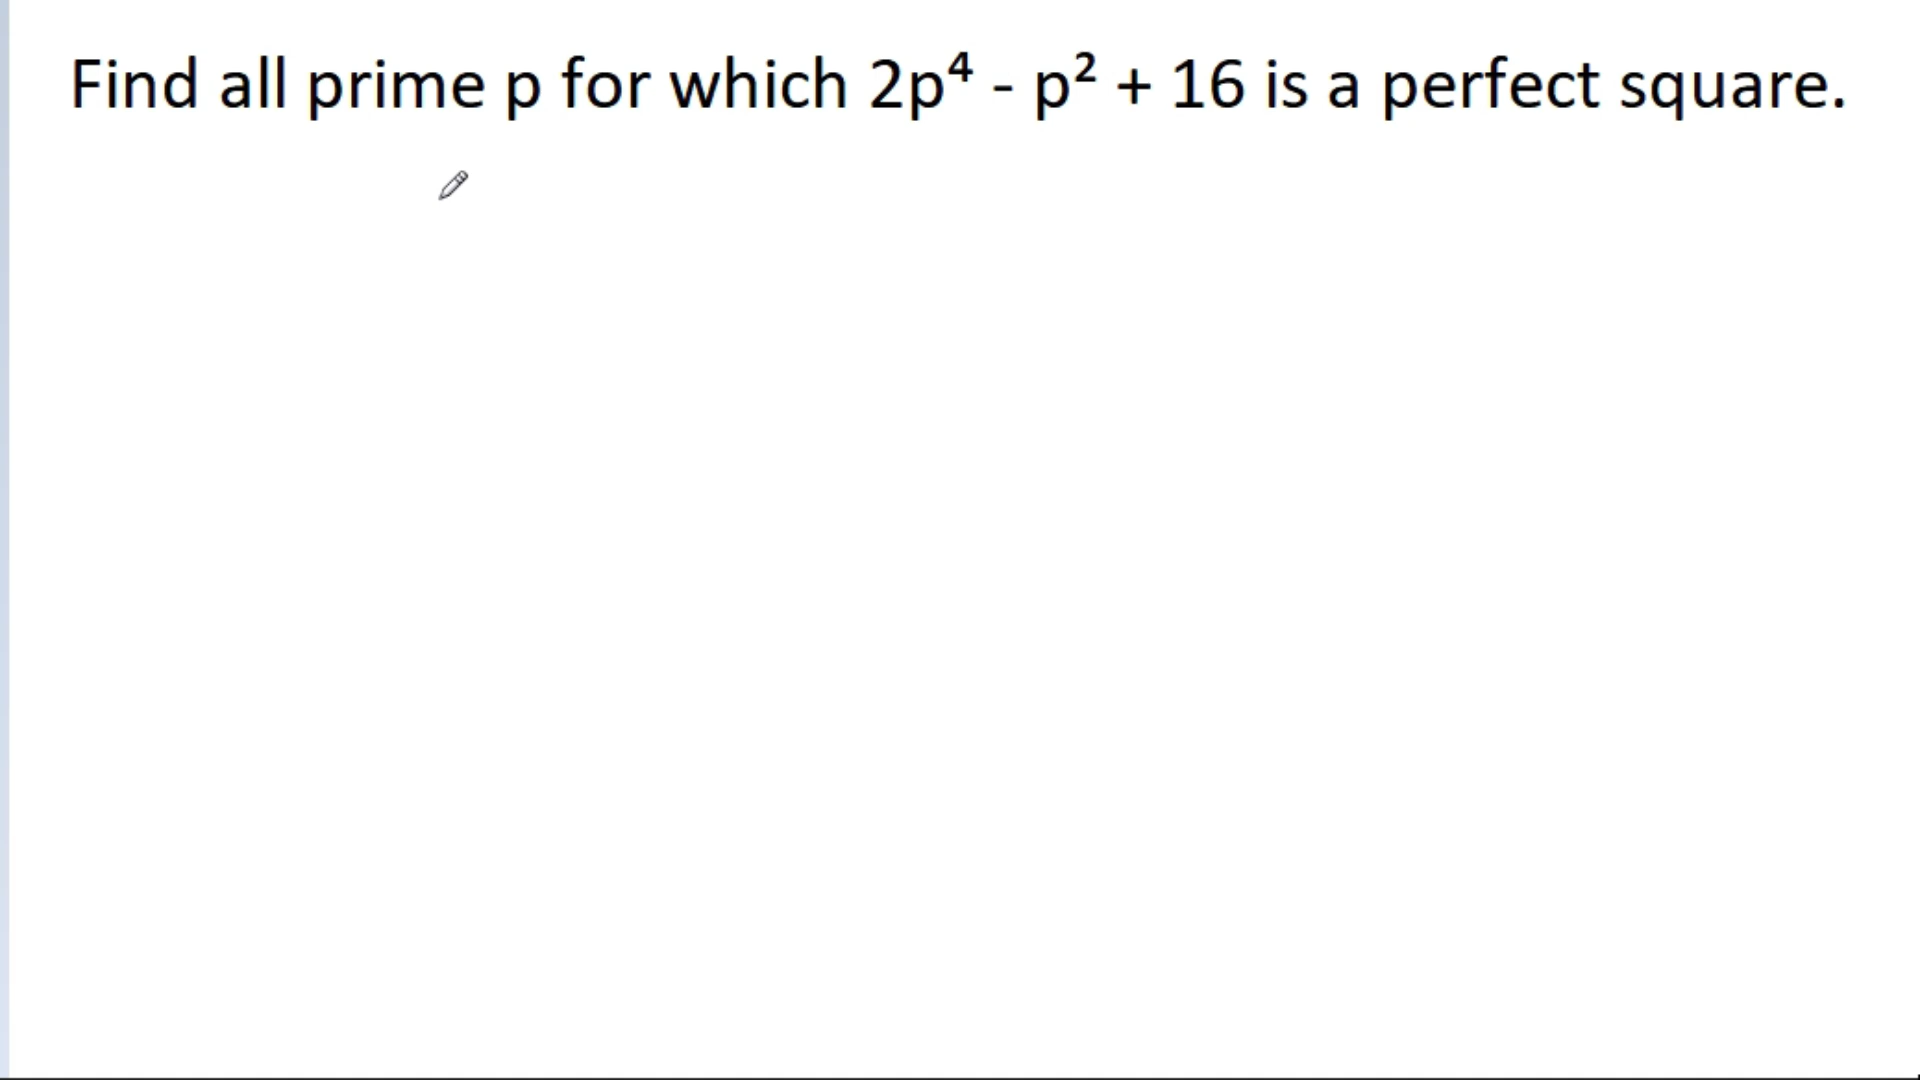 Find all prime p for which 2p⁴ - p² + 16 is a perfect square.